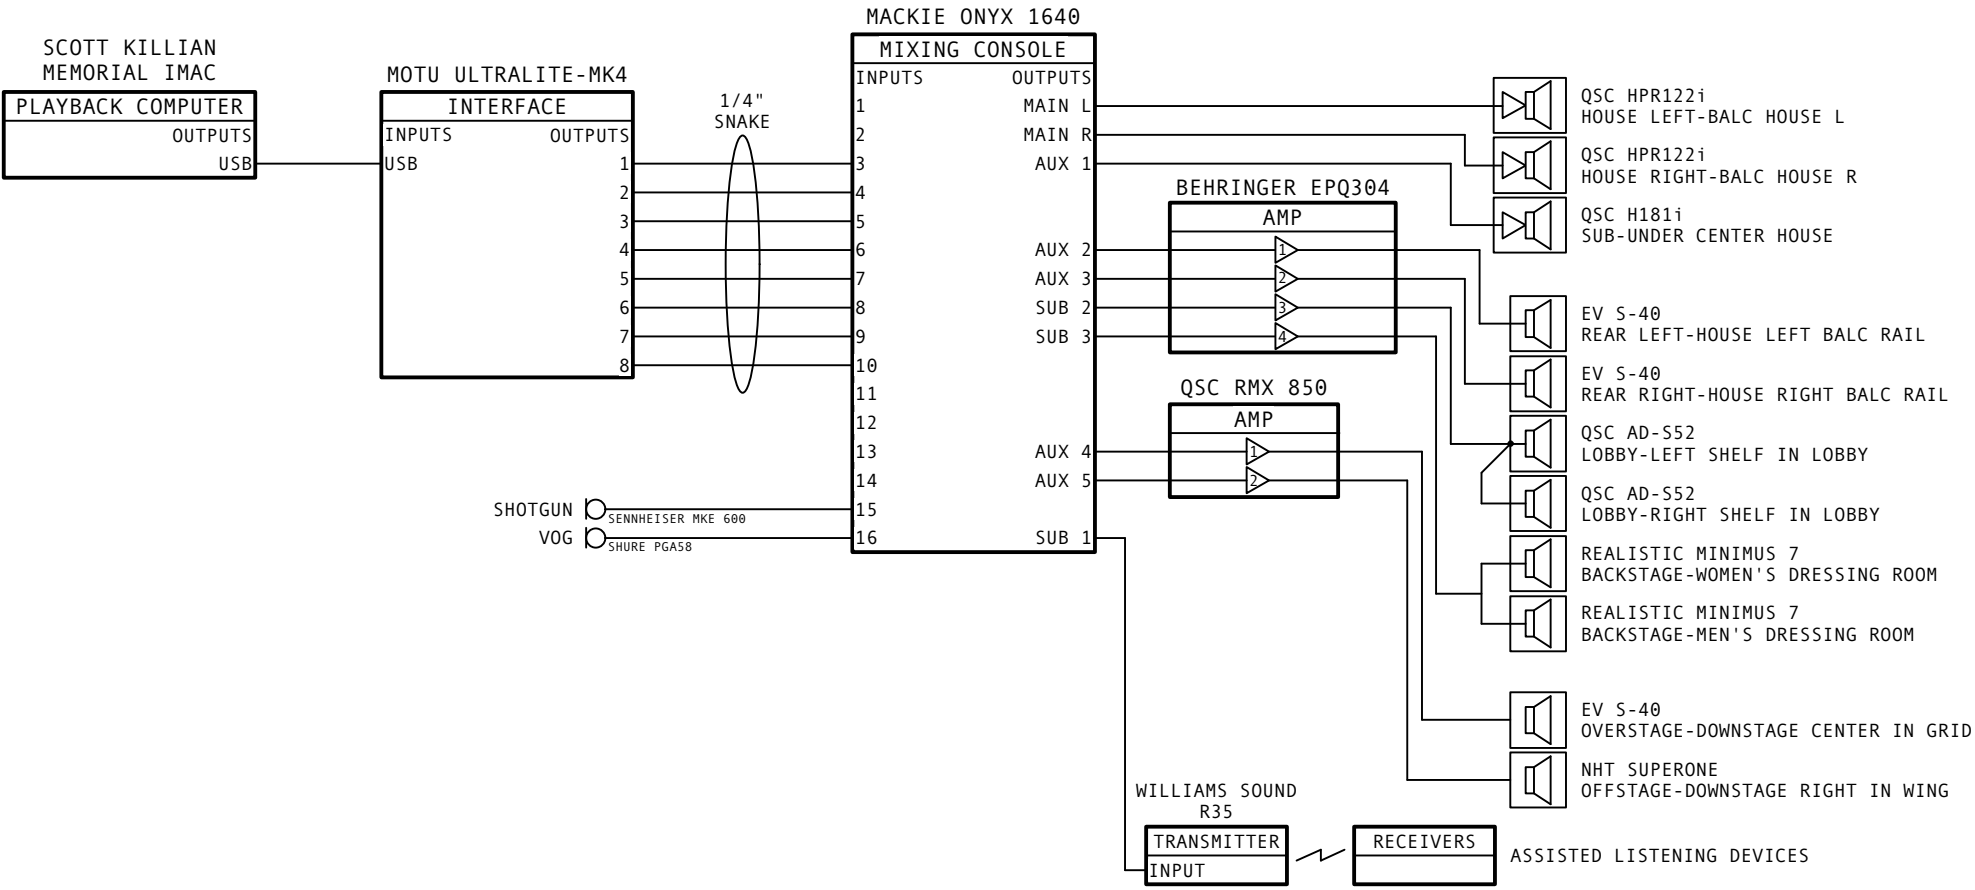 SCOTT KILLIAN
MEMORIAL IMAC
PLAYBACK COMPUTER
OUTPUTS
USB
MOTU ULTRALITE-MK4
INTERFACE
INPUTS OUTPUTS
USB 1
2
3
4
5
6
7
8
1/4"
SNAKE
SHOTGUN
SENNHEISER MKE 600
VOG
SHURE PGA58
MACKIE ONYX 1640
MIXING CONSOLE
INPUTS OUTPUTS
1 MAIN L
2 MAIN R
3 AUX 1
4
5
6 AUX 2
7 AUX 3
8 SUB 2
9 SUB 3
10
11
12
13 AUX 4
14 AUX 5
15
16 SUB 1
BEHRINGER EPQ304
AMP
1
2
3
4
QSC RMX 850
AMP
1
2
WILLIAMS SOUND
R35
TRANSMITTER
INPUT
RECEIVERS
ASSISTED LISTENING DEVICES
QSC HPR122i
HOUSE LEFT-BALC HOUSE L
QSC HPR122i
HOUSE RIGHT-BALC HOUSE R
QSC H181i
SUB-UNDER CENTER HOUSE
EV S-40
REAR LEFT-HOUSE LEFT BALC RAIL
EV S-40
REAR RIGHT-HOUSE RIGHT BALC RAIL
QSC AD-S52
LOBBY-LEFT SHELF IN LOBBY
QSC AD-S52
LOBBY-RIGHT SHELF IN LOBBY
REALISTIC MINIMUS 7
BACKSTAGE-WOMEN'S DRESSING ROOM
REALISTIC MINIMUS 7
BACKSTAGE-MEN'S DRESSING ROOM
EV S-40
OVERSTAGE-DOWNSTAGE CENTER IN GRID
NHT SUPERONE
OFFSTAGE-DOWNSTAGE RIGHT IN WING